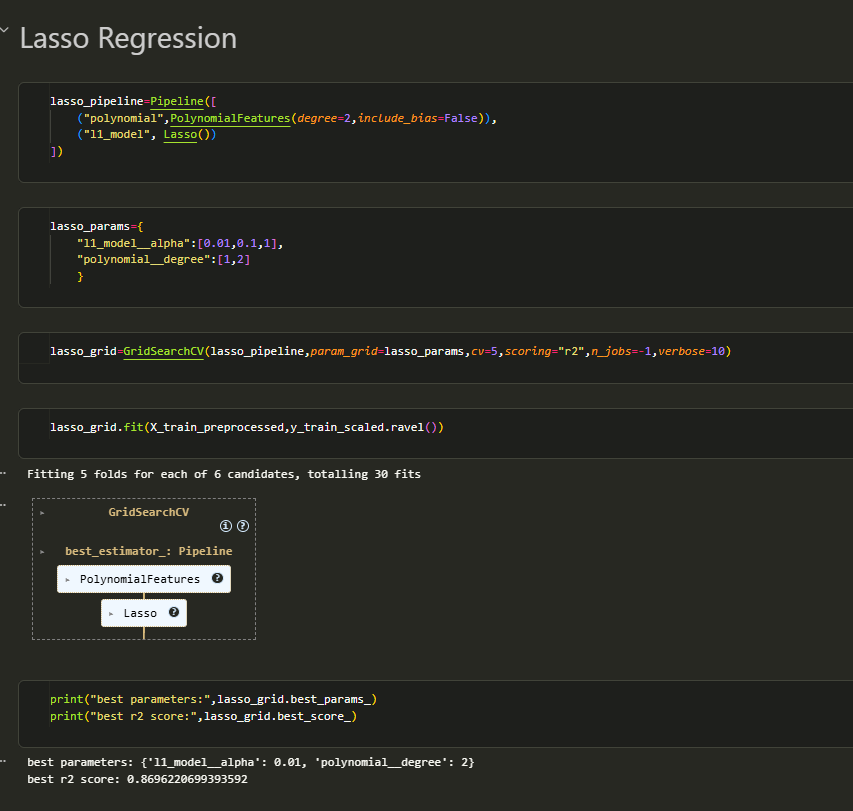 Lasso Regression
lasso_pipeline=Pipeline([
("polynomial",PolynomialFeatures(degree=2,include_bias=False)),
("l1_model", Lasso())
])
lasso_params={
"l1_model__alpha":[0.01,0.1,1],
"polynomial__degree":[1,2]
}
lasso_grid=GridSearchCV(lasso_pipeline,param_grid=lasso_params,cv=5,scoring="r2",n_jobs=-1,verbose=10)
lasso_grid.fit(X_train_preprocessed,y_train_scaled.ravel())
Fitting 5 folds for each of 6 candidates, totalling 30 fits
GridSearchCV
best_estimator_: Pipeline
PolynomialFeatures
Lasso
print("best parameters:",lasso_grid.best_params_)
print("best r2 score:",lasso_grid.best_score_)
best parameters: {'l1_model__alpha': 0.01, 'polynomial__degree': 2}
best r2 score: 0.8696220699393592